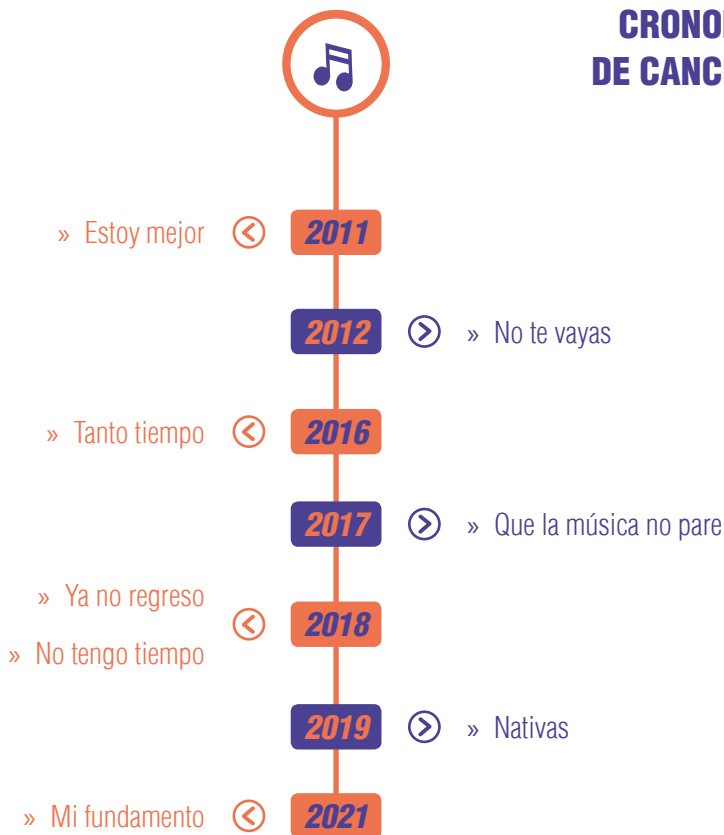 DE CANC
» Estoy mejor
2011
2012
» No te vayas
» Tanto tiempo
2016
2017
» Que la música no pare
» Ya no regreso
» No tengo tiempo
2018
2019
» Nativas
» Mi fundamento
2021